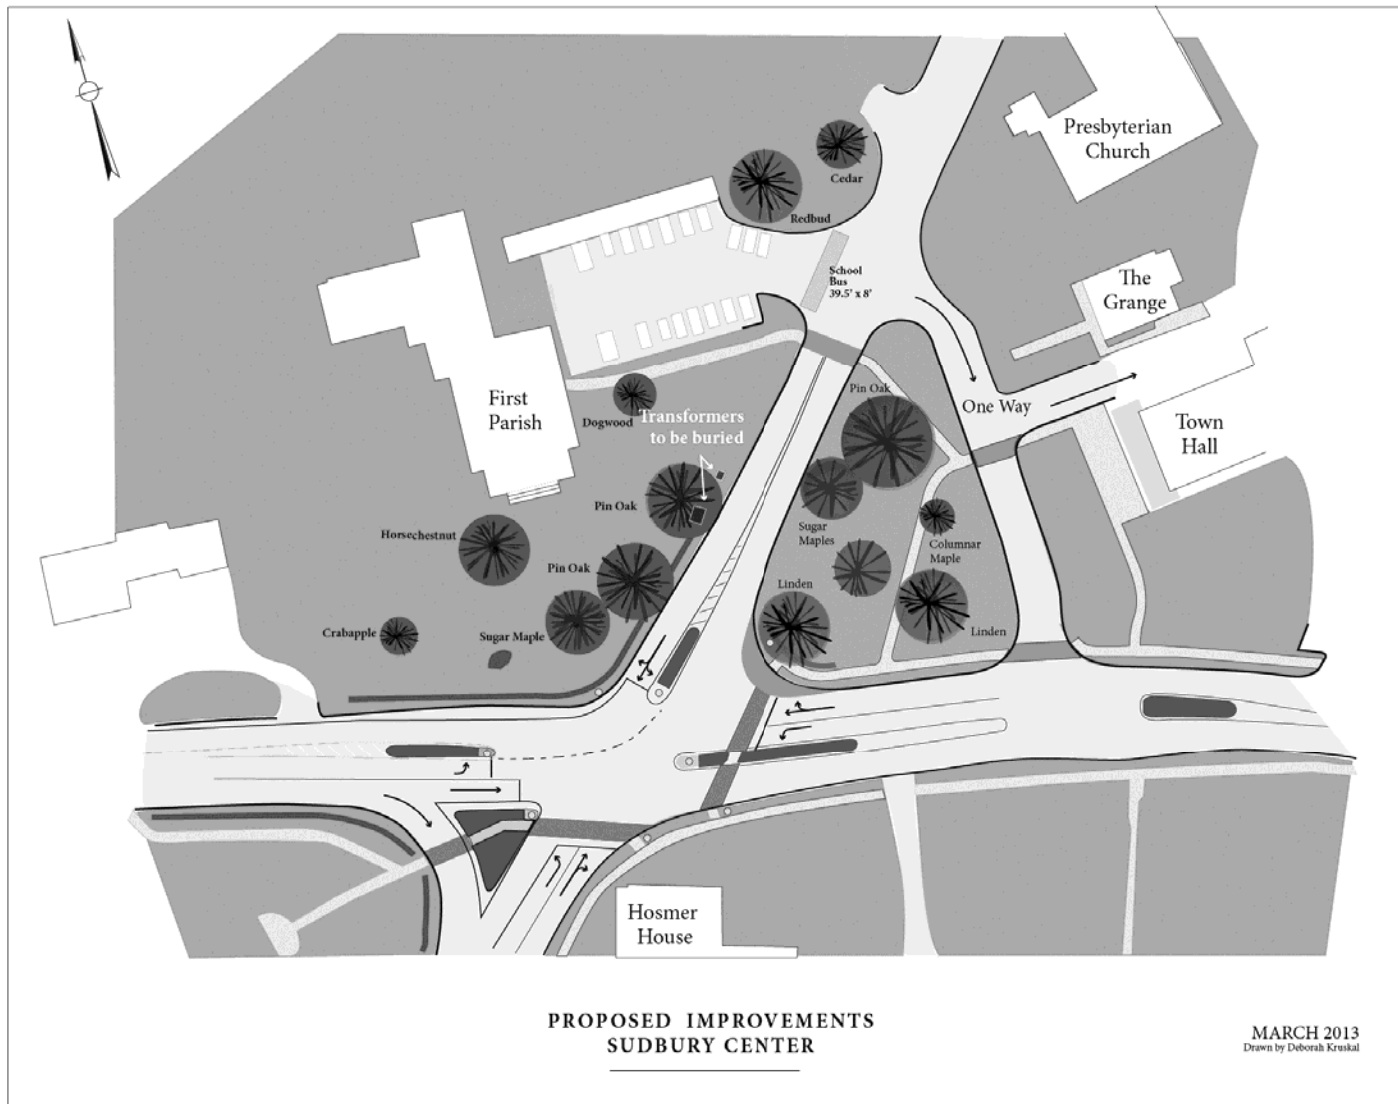 Presbyterian
Church
Cedar
Redbud
School
Bus
39.5' x 8'
The
Grange
First
Parish
Dogwood
Transformers
to be buried
Pin Oak
One Way
Town
Hall
Pin Oak
Horsechestnut
Pin Oak
Sugar
Maples
Columnar
Maple
Linden
Linden
Crabapple
Sugar Maple
Hosmer
House
PROPOSED IMPROVEMENTS
SUDBURY CENTER
MARCH 2013
Drawn by Deborah Kruskal